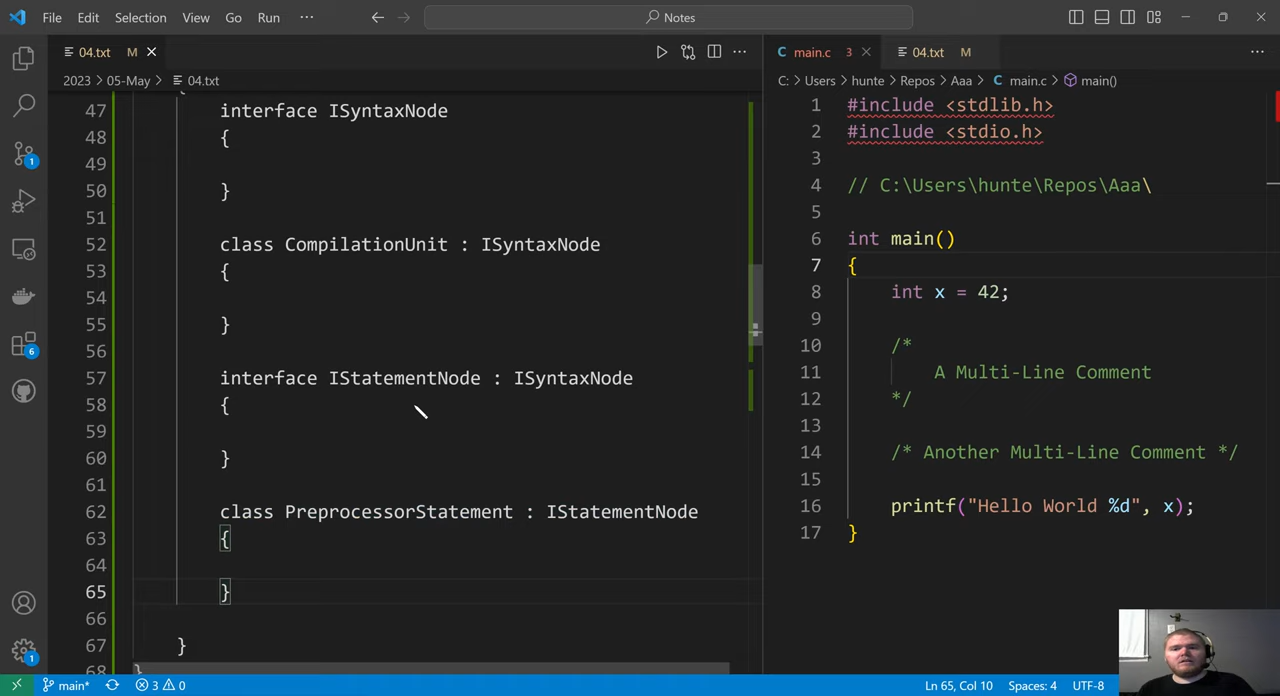 File Edit Selection View Go Run ··· Notes
04.txt M
main.c 3 04.txt M
2023 > 05-May > 04.txt
C: > Users > hunte > Repos > Aaa > C main.c > main()
47 interface ISyntaxNode
48 {
49
50 }
51
52 class CompilationUnit : ISyntaxNode
53 {
54
55 }
56
57 interface IStatementNode : ISyntaxNode
58 {
59
60 }
61
62 class PreprocessorStatement : IStatementNode
63 {
64
65 }
66
67 }
68
1 #include <stdlib.h>
2 #include <stdio.h>
3
4 // C:\Users\hunte\Repos\Aaa\
5
6 int main()
7 {
8 int x = 42;
9
10 /*
11 A Multi-Line Comment
12 */
13
14 /* Another Multi-Line Comment */
15
16 printf("Hello World %d", x);
17 }
1
6
1
main* 3 0 Ln 65, Col 10 Spaces: 4 UTF-8